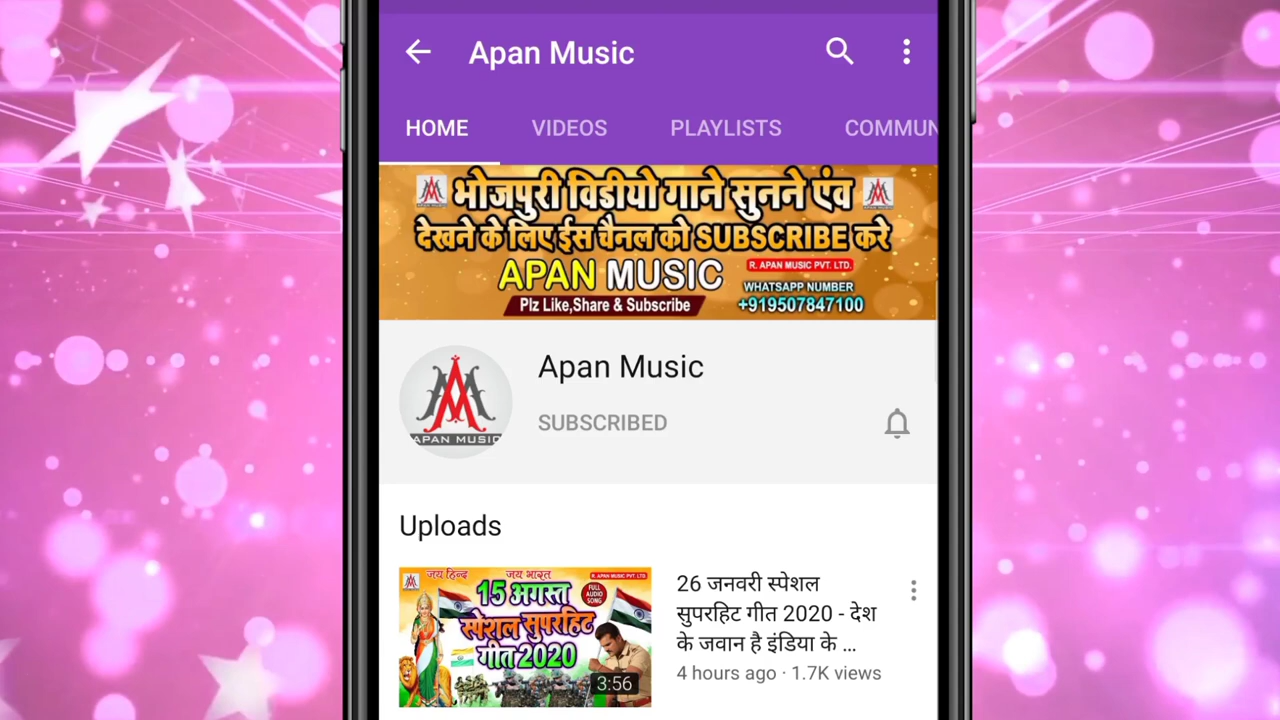 Apan Music
HOME VIDEOS PLAYLISTS COMMUN
भोजपुरी विडीयो गाने सुनने एंव
देखने के लिए ईस चैनल को SUBSCRIBE करे
APAN MUSIC
R. APAN MUSIC PVT. LTD.
Plz Like,Share & Subscribe
WHATSAPP NUMBER
+919507847100
Apan Music
SUBSCRIBED
APAN MUSIC
Uploads
जय हिन्द जय भारत
R. APAN MUSIC PVT. LTD
15 अगस्त
FULL AUDIO SONG
स्पेशल सुपरहिट
गीत 2020
3:56
26 जनवरी स्पेशल
सुपरहिट गीत 2020 - देश
के जवान है इंडिया के ...
4 hours ago · 1.7K views